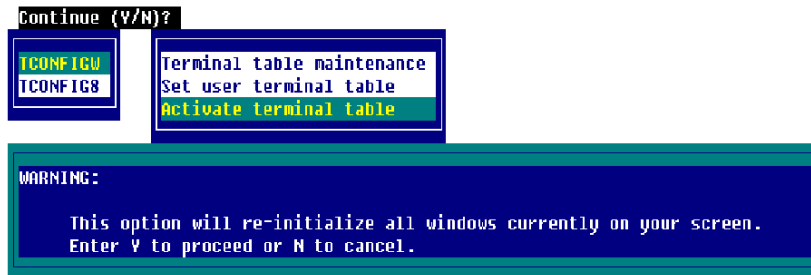 Continue (Y/N)?
TCONFIGW
TCONFIG8
Terminal table maintenance
Set user terminal table
Activate terminal table
WARNING:
This option will re-initialize all windows currently on your screen.
Enter Y to proceed or N to cancel.